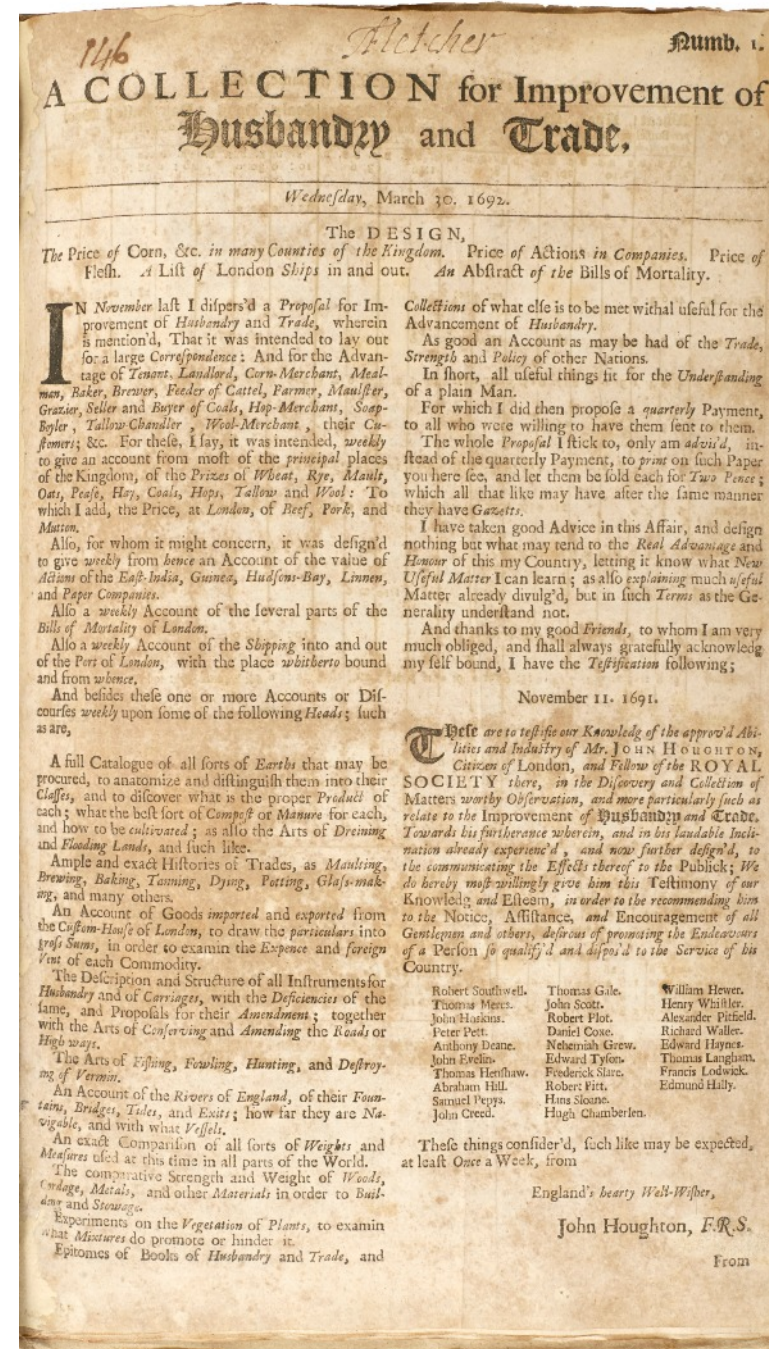 146
Fletcher
Numb. 1.
A COLLECTION for Improvement of
Husbandry and Trade.
Wednesday, March 30. 1692.
The DESIGN,
The Price of Corn, &c. in many Counties of the Kingdom. Price of Actions in Companies. Price of
Flesh. A List of London Ships in and out. An Abstract of the Bills of Mortality.
IN November last I dispers'd a Proposal for Im-
provement of Husbandry and Trade, wherein
is mention'd, That it was intended to lay out
for a large Correspondence: And for the Advan-
tage of Tenant, Landlord, Corn-Merchant, Meal-
man, Baker, Brewer, Feeder of Cattel, Farmer, Maulster,
Grazier, Seller and Buyer of Coals, Hop-Merchant, Soap-
Boyler, Tallow-Chandler, Wool-Merchant, their Cu-
stomers; &c. For these, I say, it was intended, weekly
to give an account from most of the principal places
of the Kingdom, of the Prizes of Wheat, Rye, Mault,
Oats, Pease, Hay, Coals, Hops, Tallow and Wool: To
which I add, the Price, at London, of Beef, Pork, and
Mutton.
Also, for whom it might concern, it was design'd
to give weekly from hence an Account of the value of
Actions of the East-India, Guinea, Hudsons-Bay, Linnen,
and Paper Companies.
Also a weekly Account of the several parts of the
Bills of Mortality of London.
Also a weekly Account of the Shipping into and out
of the Port of London, with the place whitherto bound
and from whence.
And besides these one or more Accounts or Dis-
courses weekly upon some of the following Heads; such
as are,
A full Catalogue of all sorts of Earths that may be
procured, to anatomize and distinguish them into their
Classes, and to discover what is the proper Product of
each; what the best sort of Compost or Manure for each,
and how to be cultivated; as also the Arts of Dreining
and Flooding Lands, and such like.
Ample and exact Histories of Trades, as Maulting,
Brewing, Baking, Tanning, Dying, Potting, Glass-mak-
ing, and many others.
An Account of Goods imported and exported from
the Custom-House of London, to draw the particulars into
gross Sums, in order to examin the Expence and foreign
Vent of each Commodity.
The Description and Structure of all Instruments for
Husbandry and of Carriages, with the Deficiencies of the
same, and Proposals for their Amendment; together
with the Arts of Conserving and Amending the Roads or
High ways.
The Arts of Fishing, Fowling, Hunting, and Destroy-
ing of Vermin.
An Account of the Rivers of England, of their Foun-
tains, Bridges, Tides, and Exits; how far they are Na-
vigable, and with what Vessels.
An exact Comparison of all sorts of Weights and
Measures used at this time in all parts of the World.
The comparative Strength and Weight of Woods,
Cordage, Metals, and other Materials in order to Buil-
ding and Stowage.
Experiments on the Vegetation of Plants, to examin
what Mixtures do promote or hinder it.
Epitomes of Books of Husbandry and Trade, and
Collections of what else is to be met withal useful for the
Advancement of Husbandry.
As good an Account as may be had of the Trade,
Strength and Policy of other Nations.
In short, all useful things fit for the Understanding
of a plain Man.
For which I did then propose a quarterly Payment,
to all who were willing to have them sent to them.
The whole Proposal I stick to, only am advis'd, in-
stead of the quarterly Payment, to print on such Paper
you here see, and let them be sold each for Two Pence;
which all that like may have after the same manner
they have Gazetts.
I have taken good Advice in this Affair, and design
nothing but what may tend to the Real Advantage and
Honour of this my Country, letting it know what New
Useful Matter I can learn; as also explaining much useful
Matter already divulg'd, but in such Terms as the Ge-
nerality understand not.
And thanks to my good Friends, to whom I am very
much obliged, and shall always gratefully acknowledg
my self bound, I have the Testification following;
November 11. 1691.
THese are to testifie our Knowledg of the approv'd Abi-
lities and Industry of Mr. JOHN HOUGHTON,
Citizen of London, and Fellow of the ROYAL
SOCIETY there, in the Discovery and Collection of
Matters worthy Observation, and more particularly such as
relate to the Improvement of Husbandry and Trade.
Towards his furtherance wherein, and in his laudable Incli-
nation already experienc'd, and now further design'd, to
the communicating the Effects thereof to the Publick; We
do hereby most willingly give him this Testimony of our
Knowledg and Esteem, in order to the recommending him
to the Notice, Assistance, and Encouragement of all
Gentlemen and others, desirous of promoting the Endeavours
of a Person so qualify'd and dispos'd to the Service of his
Country.
Robert Southwell. Thomas Gale. William Hewer.
Thomas Meres. John Scott. Henry Whistler.
John Hoskins. Robert Plot. Alexander Pitfield.
Peter Pett. Daniel Coxe. Richard Waller.
Anthony Deane. Nehemiah Grew. Edward Haynes.
John Evelin. Edward Tyson. Thomas Langham.
Thomas Henshaw. Frederick Slare. Francis Lodwick.
Abraham Hill. Robert Pitt. Edmund Hally.
Samuel Pepys. Hans Sloane.
John Creed. Hugh Chamberlen.
These things consider'd, such like may be expected,
at least Once a Week, from
England's hearty Well-Wisher,
John Houghton, F.R.S.
From